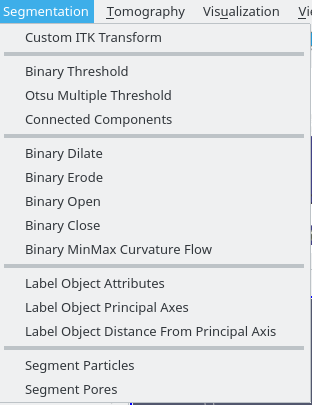 Segmentation Tomography Visualization
Custom ITK Transform
Binary Threshold
Otsu Multiple Threshold
Connected Components
Binary Dilate
Binary Erode
Binary Open
Binary Close
Binary MinMax Curvature Flow
Label Object Attributes
Label Object Principal Axes
Label Object Distance From Principal Axis
Segment Particles
Segment Pores